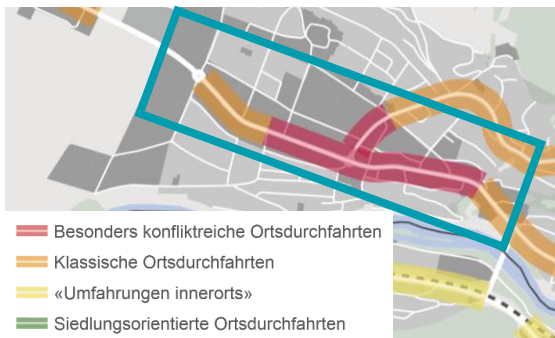 Besonders konfliktreiche Ortsdurchfahrten
Klassische Ortsdurchfahrten
«Umfahrungen innerorts»
Siedlungsorientierte Ortsdurchfahrten